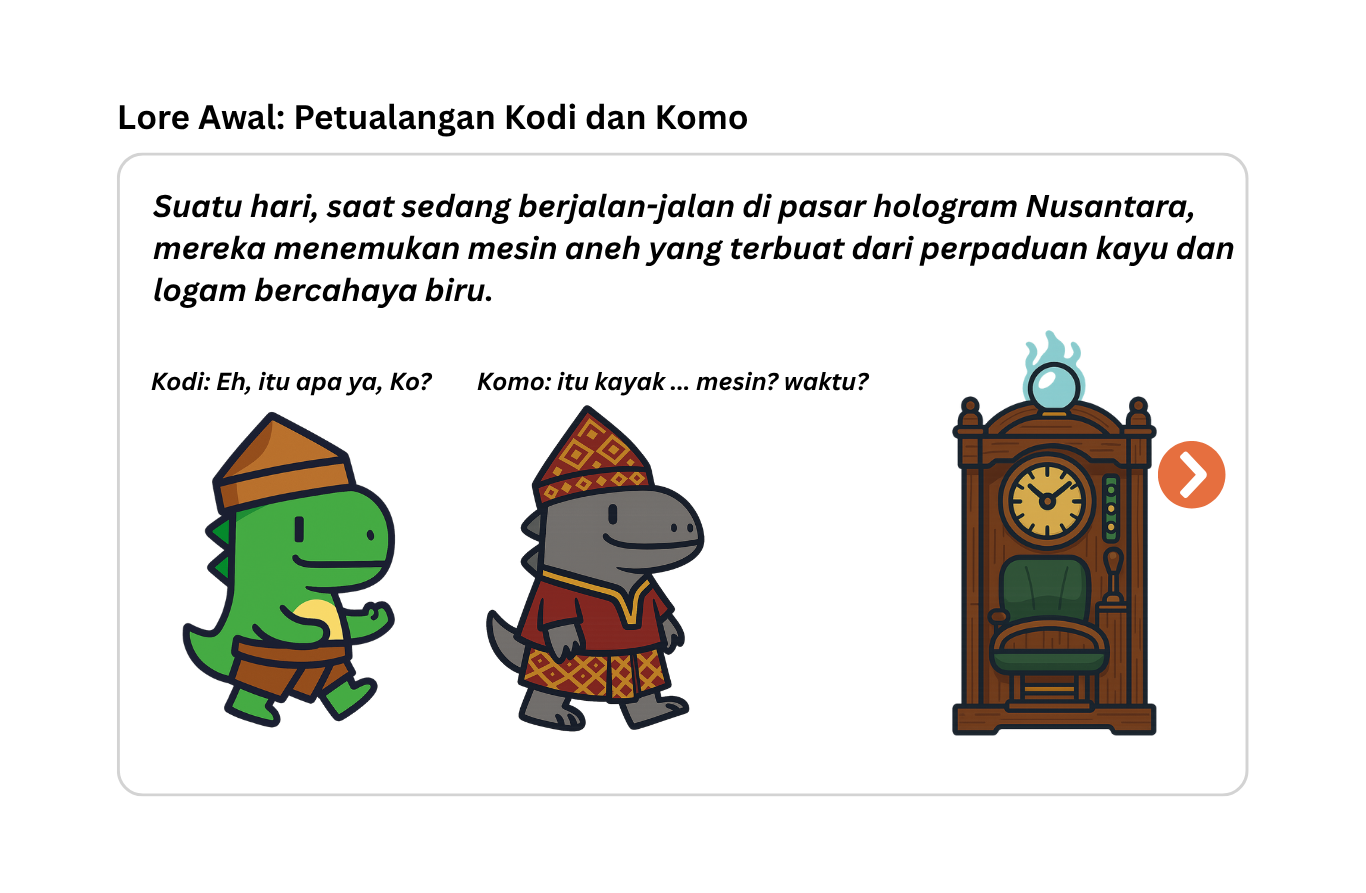 Lore Awal: Petualangan Kodi dan Komo
Suatu hari, saat sedang berjalan-jalan di pasar hologram Nusantara,
mereka menemukan mesin aneh yang terbuat dari perpaduan kayu dan
logam bercahaya biru.
Kodi: Eh, itu apa ya, Ko?
Komo: itu kayak ... mesin? waktu?